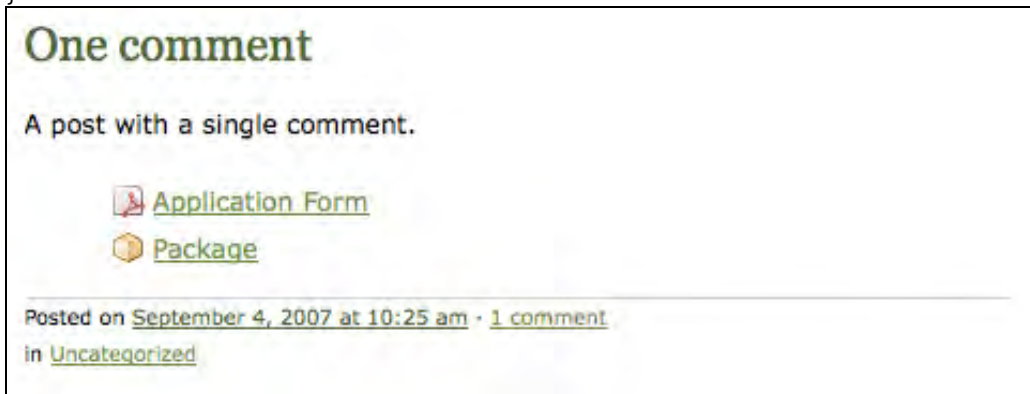 One comment
A post with a single comment.
Application Form
Package
Posted on September 4, 2007 at 10:25 am · 1 comment
in Uncategorized